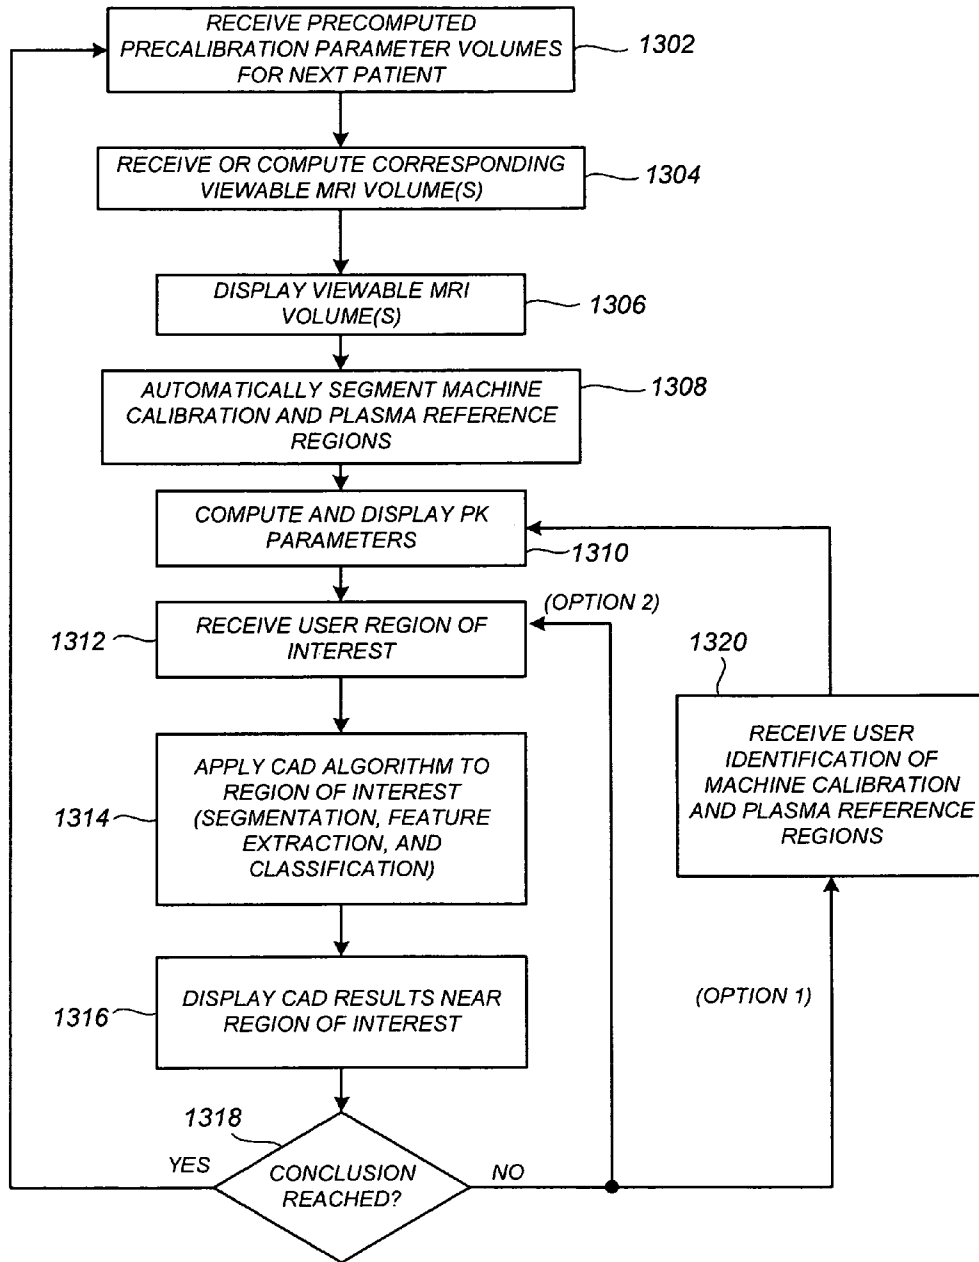 RECEIVE PRECOMPUTED
PRECALIBRATION PARAMETER VOLUMES
FOR NEXT PATIENT
1302
RECEIVE OR COMPUTE CORRESPONDING
VIEWABLE MRI VOLUME(S)
1304
DISPLAY VIEWABLE MRI
VOLUME(S)
1306
AUTOMATICALLY SEGMENT MACHINE
CALIBRATION AND PLASMA REFERENCE
REGIONS
1308
COMPUTE AND DISPLAY PK
PARAMETERS
1310
(OPTION 2)
1312
RECEIVE USER REGION OF
INTEREST
1320
RECEIVE USER
IDENTIFICATION OF
MACHINE CALIBRATION
AND PLASMA REFERENCE
REGIONS
1314
APPLY CAD ALGORITHM TO
REGION OF INTEREST
(SEGMENTATION, FEATURE
EXTRACTION, AND
CLASSIFICATION)
1316
DISPLAY CAD RESULTS NEAR
REGION OF INTEREST
(OPTION 1)
1318
YES
CONCLUSION
REACHED?
NO